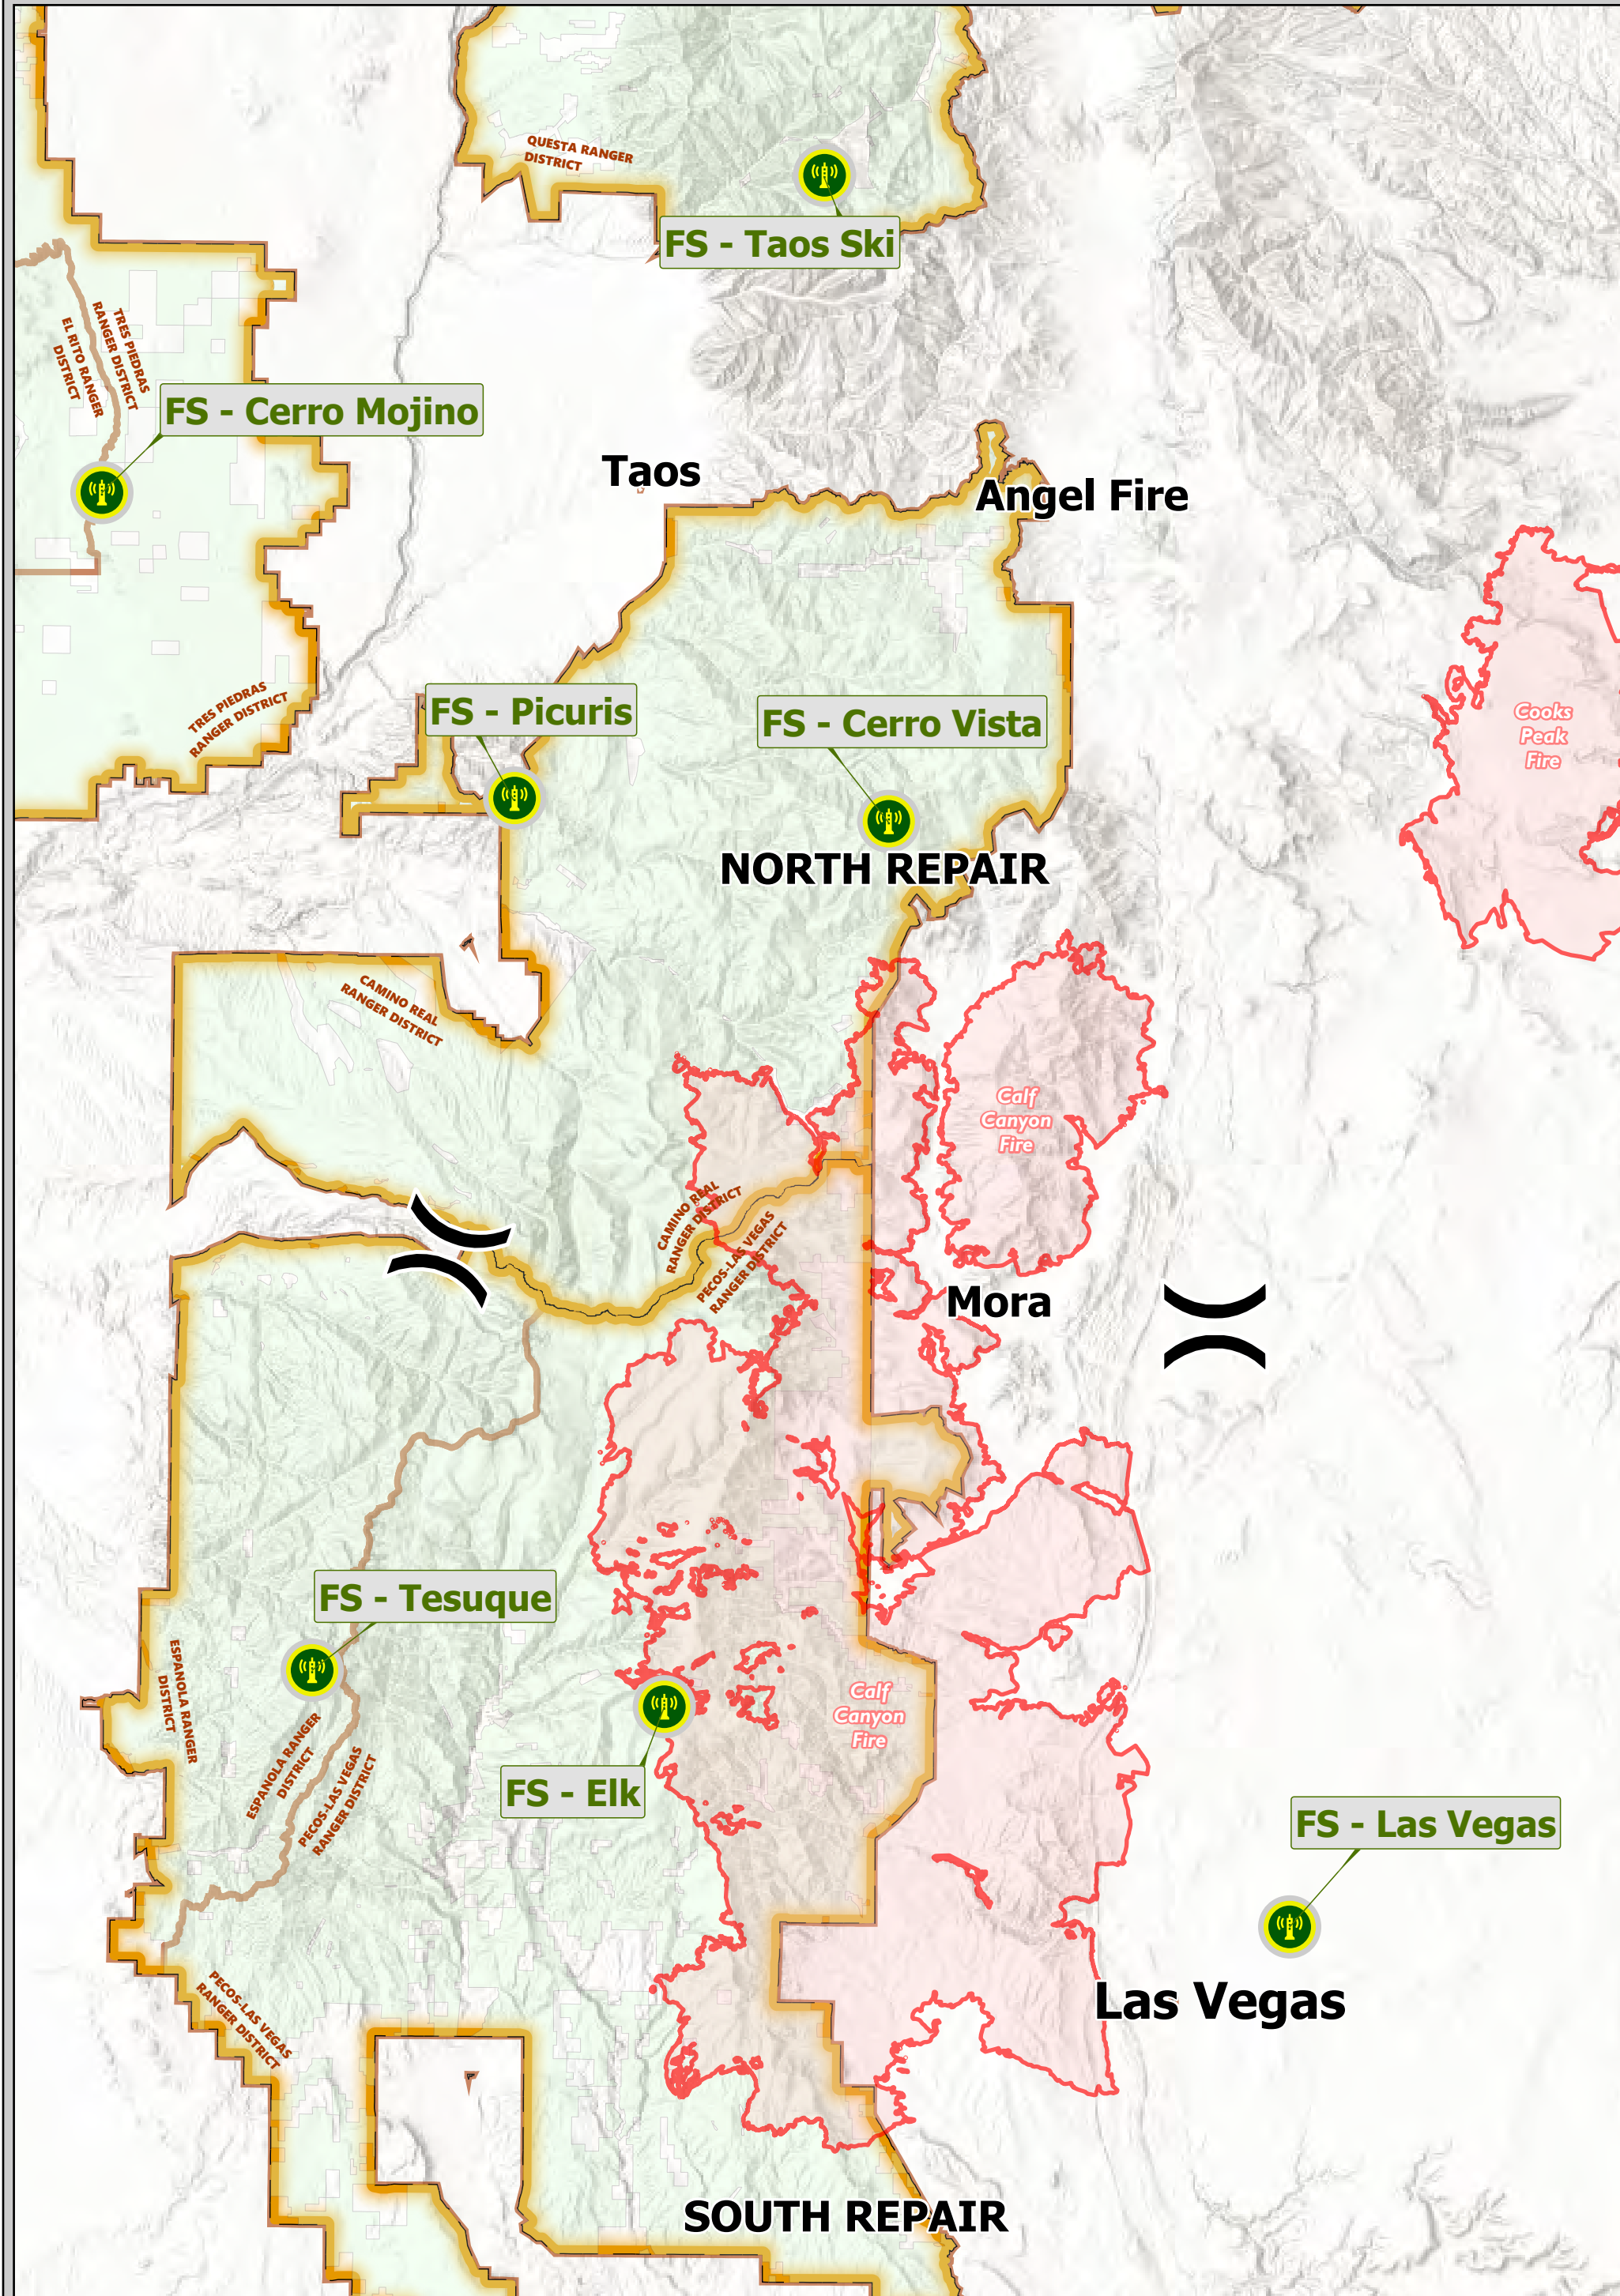 QUESTA RANGER
DISTRICT
FS - Taos Ski
TRES PIEDRAS
RANGER DISTRICT
EL RITO RANGER
DISTRICT
FS - Cerro Mojino
Taos
Angel Fire
TRES PIEDRAS
RANGER DISTRICT
FS - Picuris
FS - Cerro Vista
Cooks
Peak
Fire
NORTH REPAIR
CAMINO REAL
RANGER DISTRICT
Calf
Canyon
Fire
CAMINO REAL
RANGER DISTRICT
PECOS-LAS VEGAS
RANGER DISTRICT
Mora
FS - Tesuque
ESPANOLA RANGER
DISTRICT
ESPANOLA RANGER
DISTRICT
PECOS-LAS VEGAS
RANGER DISTRICT
Calf
Canyon
Fire
FS - Elk
FS - Las Vegas
PECOS-LAS VEGAS
RANGER DISTRICT
Las Vegas
SOUTH REPAIR